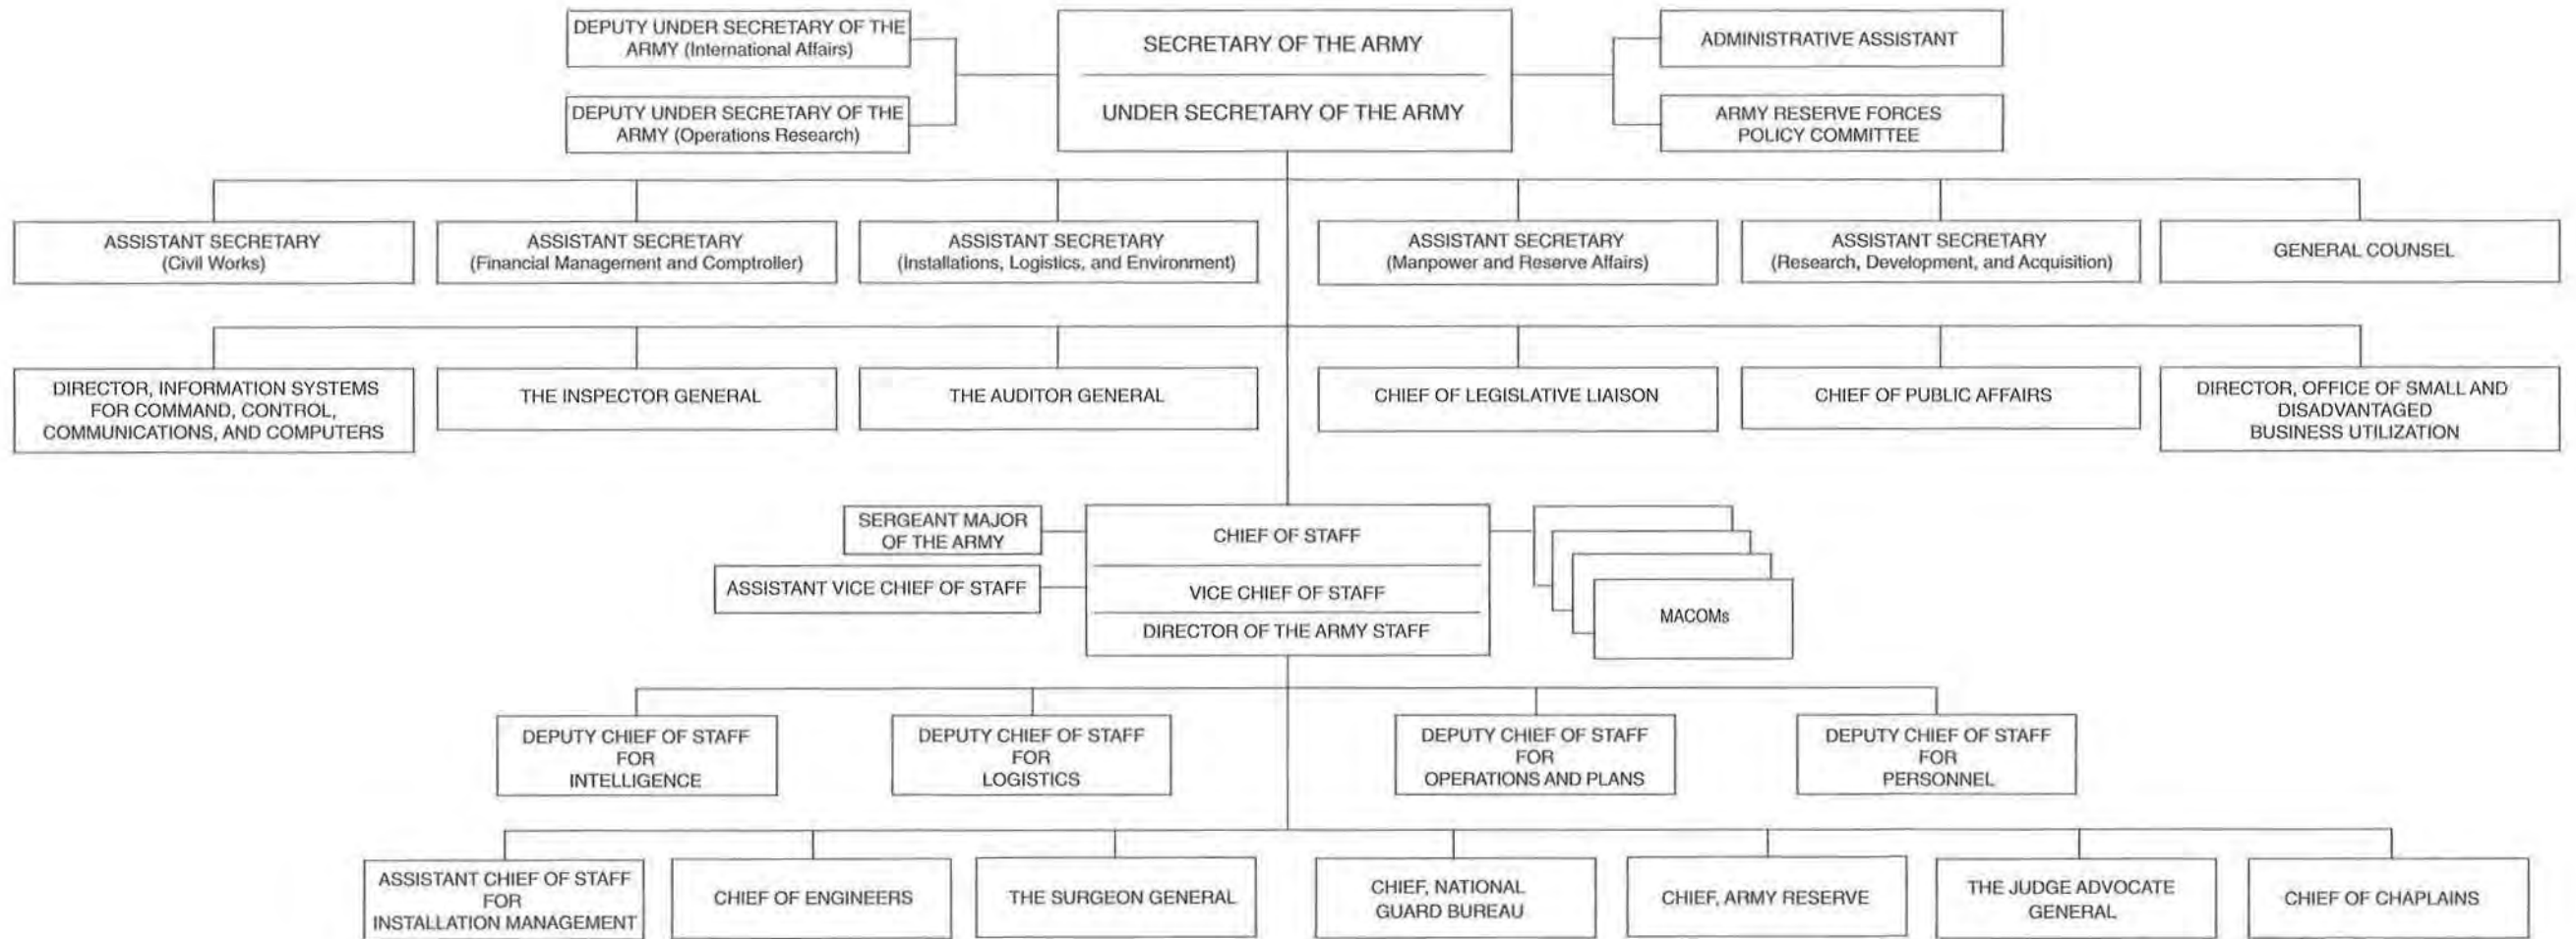 DEPUTY UNDER SECRETARY OF THE
ARMY (International Affairs)
SECRETARY OF THE ARMY
ADMINISTRATIVE ASSISTANT
DEPUTY UNDER SECRETARY OF THE
ARMY (Operations Research)
UNDER SECRETARY OF THE ARMY
ARMY RESERVE FORCES
POLICY COMMITTEE
ASSISTANT SECRETARY
(Civil Works)
ASSISTANT SECRETARY
(Financial Management and Comptroller)
ASSISTANT SECRETARY
(Installations, Logistics, and Environment)
ASSISTANT SECRETARY
(Manpower and Reserve Affairs)
ASSISTANT SECRETARY
(Research, Development, and Acquisition)
GENERAL COUNSEL
DIRECTOR, INFORMATION SYSTEMS
FOR COMMAND, CONTROL,
COMMUNICATIONS, AND COMPUTERS
THE INSPECTOR GENERAL
THE AUDITOR GENERAL
CHIEF OF LEGISLATIVE LIAISON
CHIEF OF PUBLIC AFFAIRS
DIRECTOR, OFFICE OF SMALL AND
DISADVANTAGED
BUSINESS UTILIZATION
SERGEANT MAJOR
OF THE ARMY
CHIEF OF STAFF
ASSISTANT VICE CHIEF OF STAFF
VICE CHIEF OF STAFF
DIRECTOR OF THE ARMY STAFF
MACOMs
DEPUTY CHIEF OF STAFF
FOR
INTELLIGENCE
DEPUTY CHIEF OF STAFF
FOR
LOGISTICS
DEPUTY CHIEF OF STAFF
FOR
OPERATIONS AND PLANS
DEPUTY CHIEF OF STAFF
FOR
PERSONNEL
ASSISTANT CHIEF OF STAFF
FOR
INSTALLATION MANAGEMENT
CHIEF OF ENGINEERS
THE SURGEON GENERAL
CHIEF, NATIONAL
GUARD BUREAU
CHIEF, ARMY RESERVE
THE JUDGE ADVOCATE
GENERAL
CHIEF OF CHAPLAINS